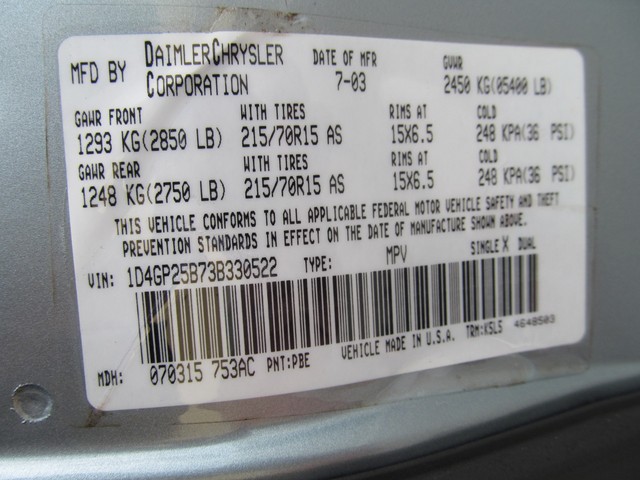 MFD BY DAIMLERCHRYSLER CORPORATION DATE OF MFR 7-03 GVWR 2450 KG(05400 LB)
GAWR FRONT WITH TIRES RIMS AT COLD
1293 KG(2850 LB) 215/70R15 AS 15X6.5 248 KPA(36 PSI)
GAWR REAR WITH TIRES RIMS AT COLD
1248 KG(2750 LB) 215/70R15 AS 15X6.5 248 KPA(36 PSI)
THIS VEHICLE CONFORMS TO ALL APPLICABLE FEDERAL MOTOR VEHICLE SAFETY AND THEFT
PREVENTION STANDARDS IN EFFECT ON THE DATE OF MANUFACTURE SHOWN ABOVE.
VIN: 1D4GP25B73B330522 TYPE: MPV SINGLE X DUAL
MDH: 070315 753AC PNT:PBE VEHICLE MADE IN U.S.A. TRM:K5L5 4648503